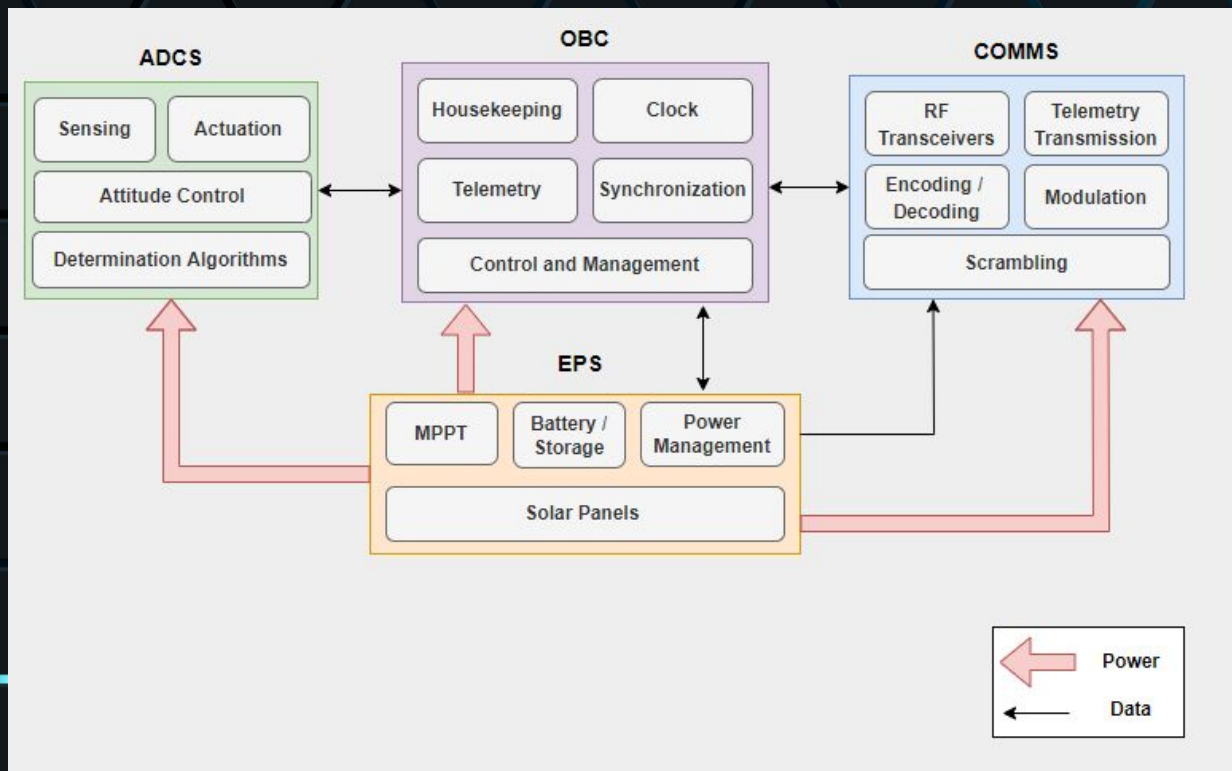 ADCS
OBC
COMMS
Sensing
Actuation
Attitude Control
Determination Algorithms
Housekeeping
Clock
Telemetry
Synchronization
Control and Management
RF
Transceivers
Telemetry
Transmission
Encoding /
Decoding
Modulation
Scrambling
EPS
MPPT
Battery /
Storage
Power
Management
Solar Panels
Power
Data